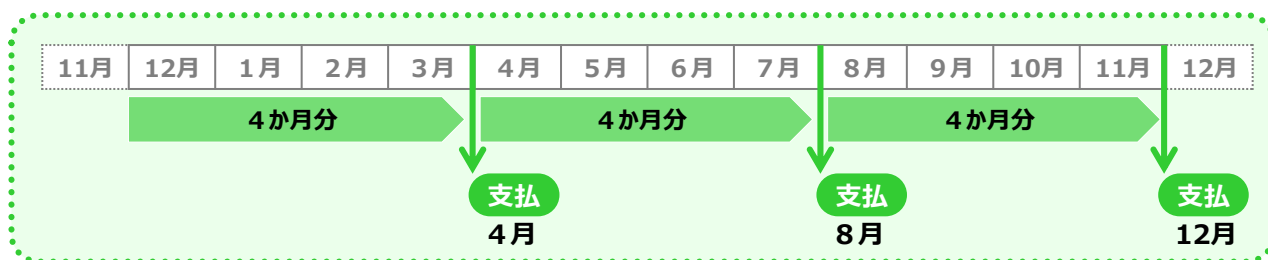 11月 12月 1月 2月 3月 4月 5月 6月 7月 8月 9月 10月 11月 12月
4か月分 4か月分 4か月分
支払 支払 支払
4月 8月 12月